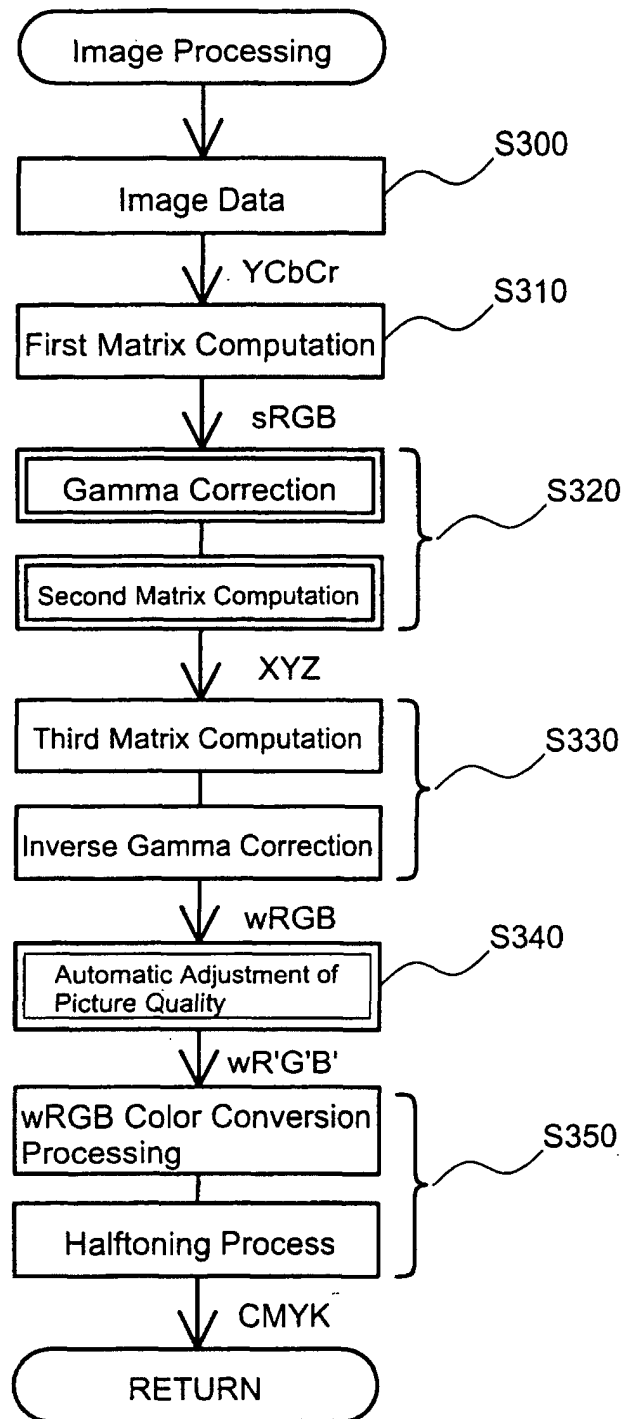 Image Processing
S300
Image Data
YCbCr
S310
First Matrix Computation
sRGB
Gamma Correction
S320
Second Matrix Computation
XYZ
Third Matrix Computation
S330
Inverse Gamma Correction
wRGB
S340
Automatic Adjustment of
Picture Quality
wR'G'B'
wRGB Color Conversion
Processing
S350
Halftoning Process
CMYK
RETURN